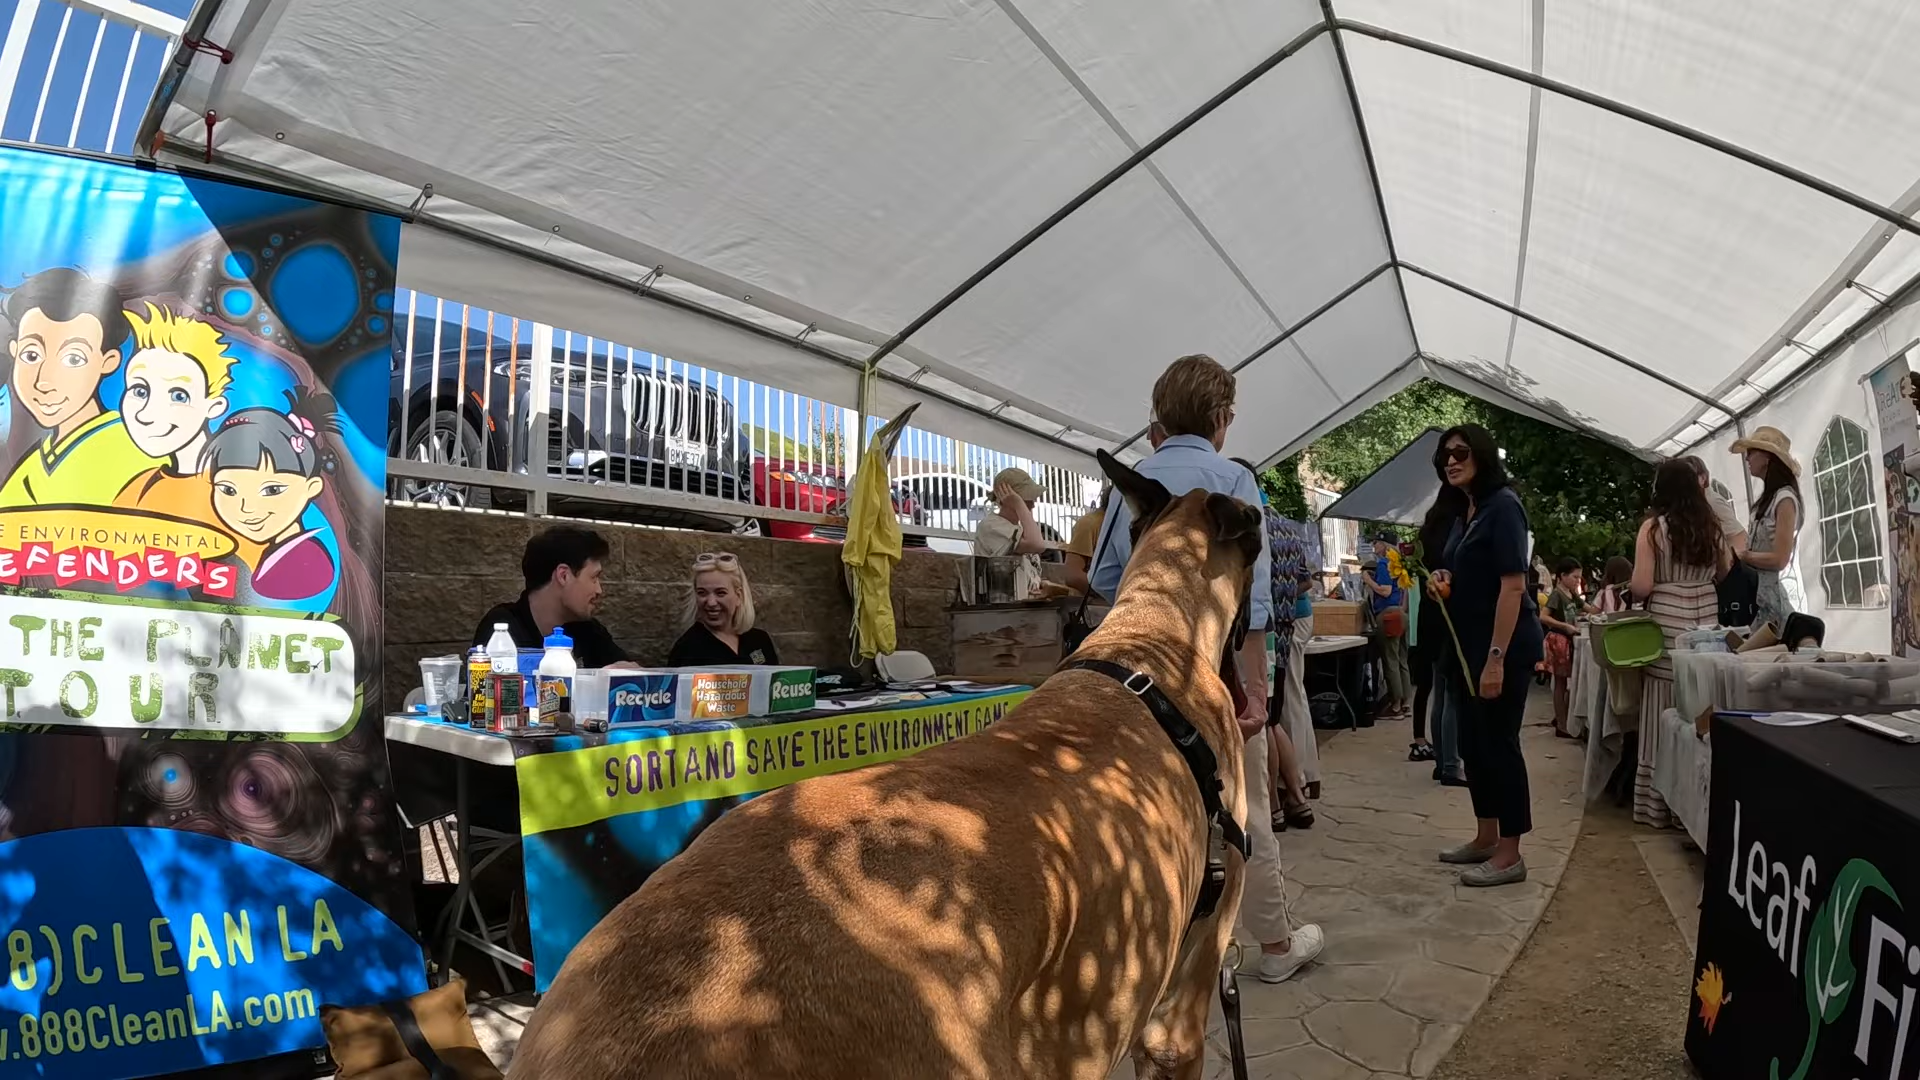 E ENVIRONMENTAL
EFENDERS
THE PLANET
TOUR
8)CLEAN LA
.888CleanLA.com
Recycle
Household
Hazardous
Waste
Reuse
SORT AND SAVE THE ENVIRONMENT GAME
Leaf
Fi